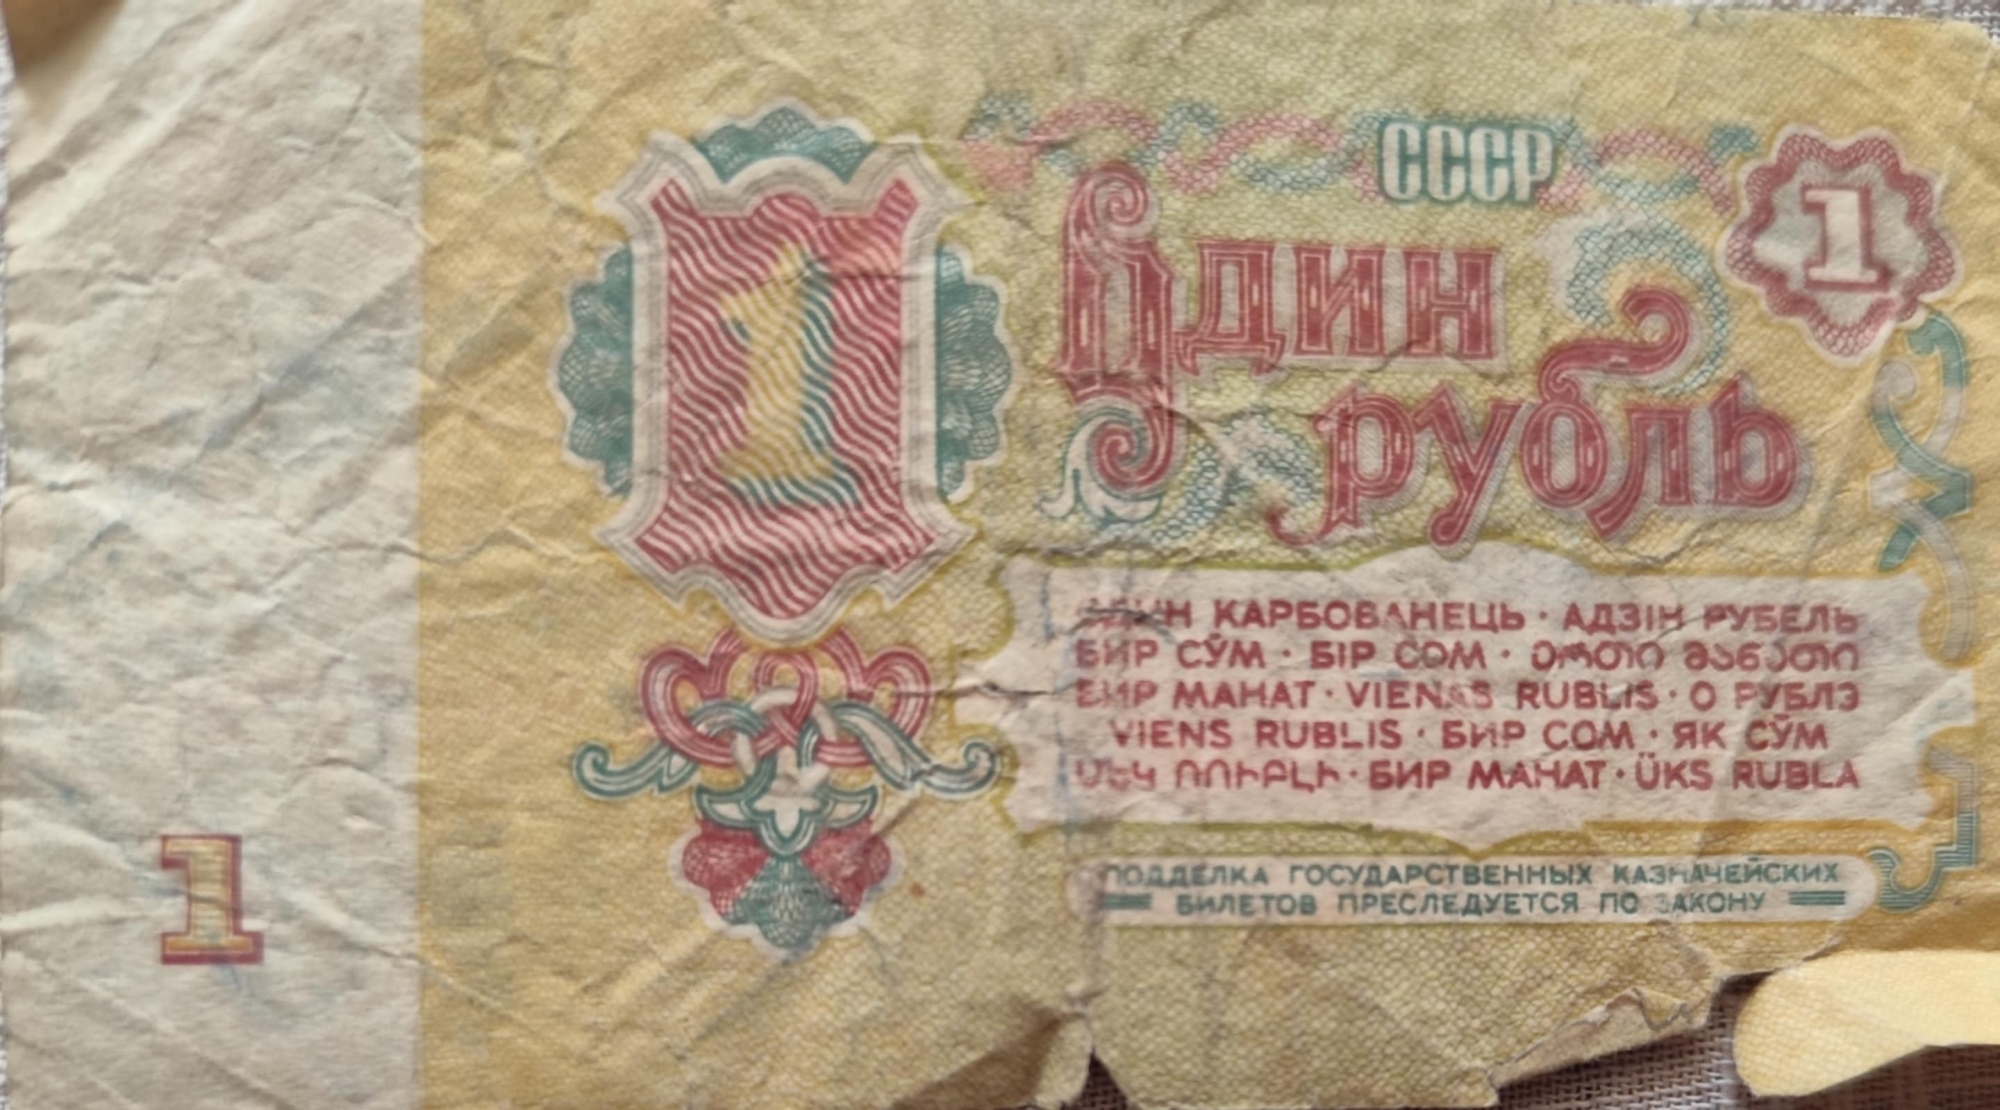 СССР
1
Один
1
рубль
ОДИН КАРБОВАНЕЦЬ · АДЗІН РУБЕЛЬ
БИР СЎМ · БІР СОМ · ᲔᲠᲗᲘ ᲛᲐᲜᲔᲗᲘ
БИР МАНАТ · VIENAS RUBLIS · О РУБЛЭ
VIENS RUBLIS · БИР СОМ · ЯК СЎМ
ՄԵԿ ՌՈՒԲԼԻ · БИР МАНАТ · ÜKS RUBLA
1
ПОДДЕЛКА ГОСУДАРСТВЕННЫХ КАЗНАЧЕЙСКИХ
БИЛЕТОВ ПРЕСЛЕДУЕТСЯ ПО ЗАКОНУ